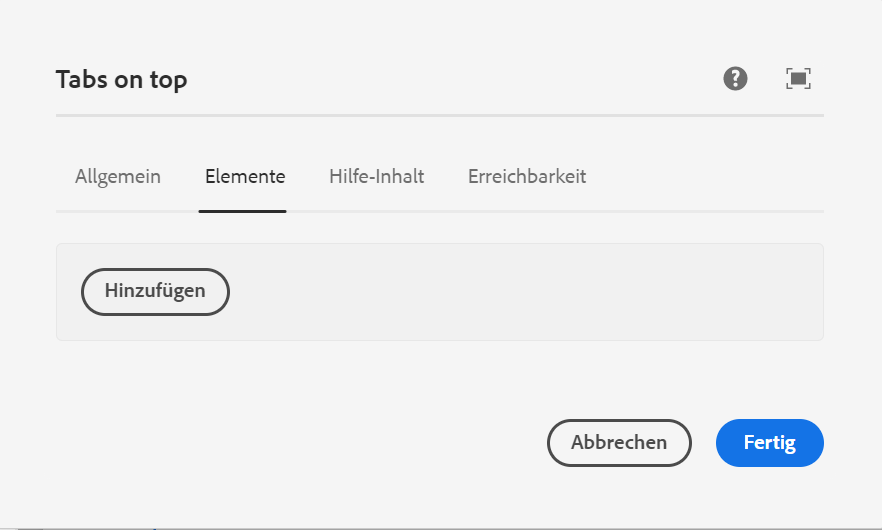 Tabs on top
Allgemein Elemente Hilfe-Inhalt Erreichbarkeit
Hinzufügen
Abbrechen Fertig